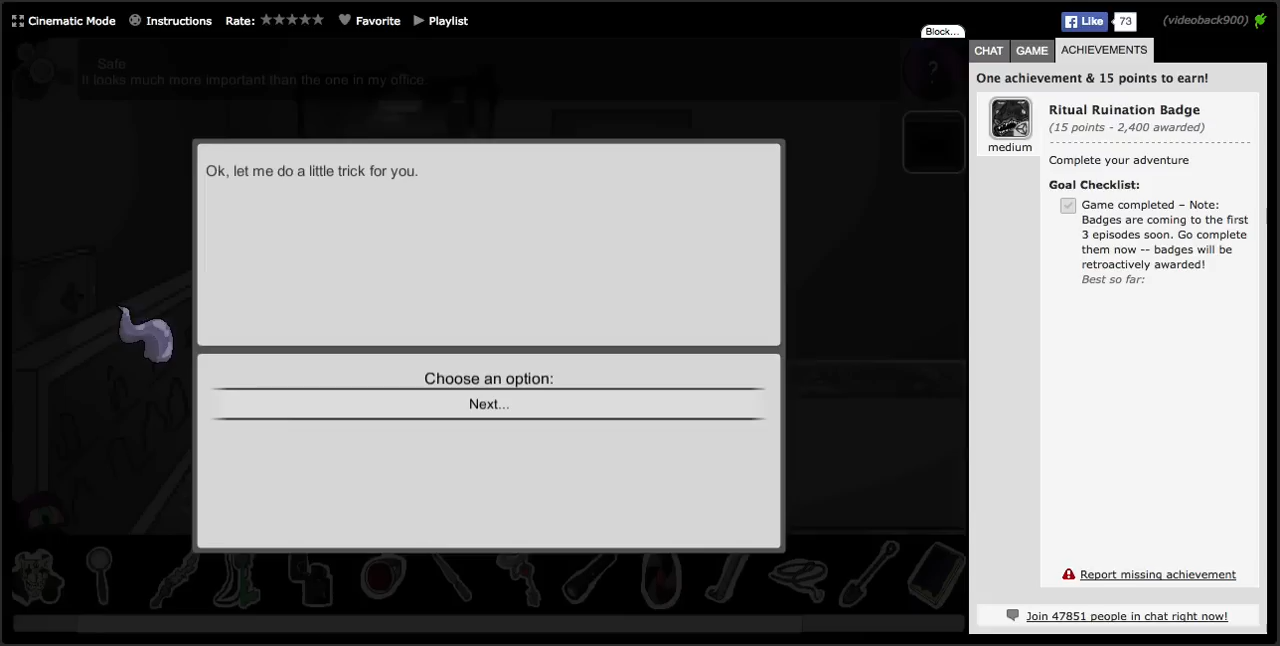 Cinematic Mode Instructions Rate: Favorite Playlist
Like 73 (videoback900)
Block...
CHAT GAME ACHIEVEMENTS
Safe
It looks much more important than the one in my office.
?
One achievement & 15 points to earn!
Ritual Ruination Badge
(15 points - 2,400 awarded)
medium
Complete your adventure
Goal Checklist:
Game completed – Note:
Badges are coming to the first
3 episodes soon. Go complete
them now -- badges will be
retroactively awarded!
Best so far:
Ok, let me do a little trick for you.
Choose an option:
Next...
Report missing achievement
Join 47851 people in chat right now!